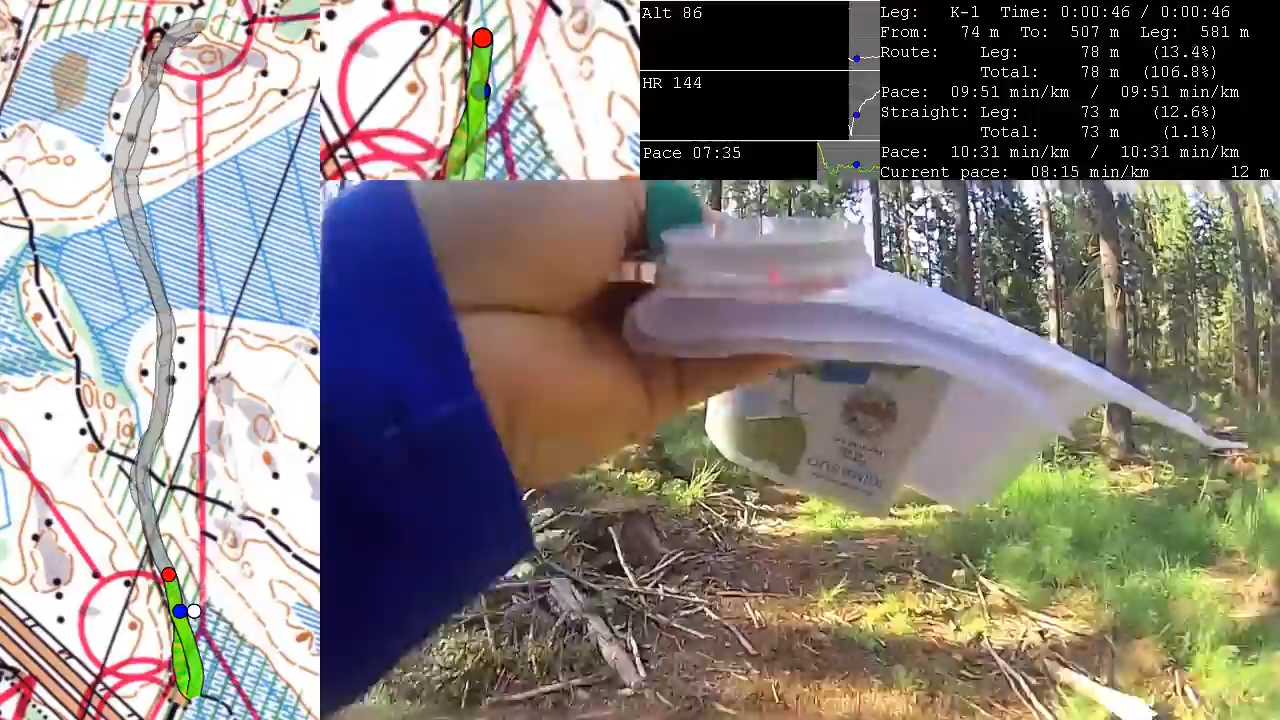 Alt 86
HR 144
Pace 07:35
Leg: K-1 Time: 0:00:46 / 0:00:46
Frin: 74 m To: 507 m Leg: 581 m
Route: Leg: 78 m (13.4%)
Total: 78 m (106.8%)
Pace: 09:51 min/km / 09:51 min/km
Straight: Leg: 73 m (12.6%)
Total: 73 m (1.1%)
Pace: 10:31 min/km / 10:31 min/km
Current pace: 08:15 min/km 12 m